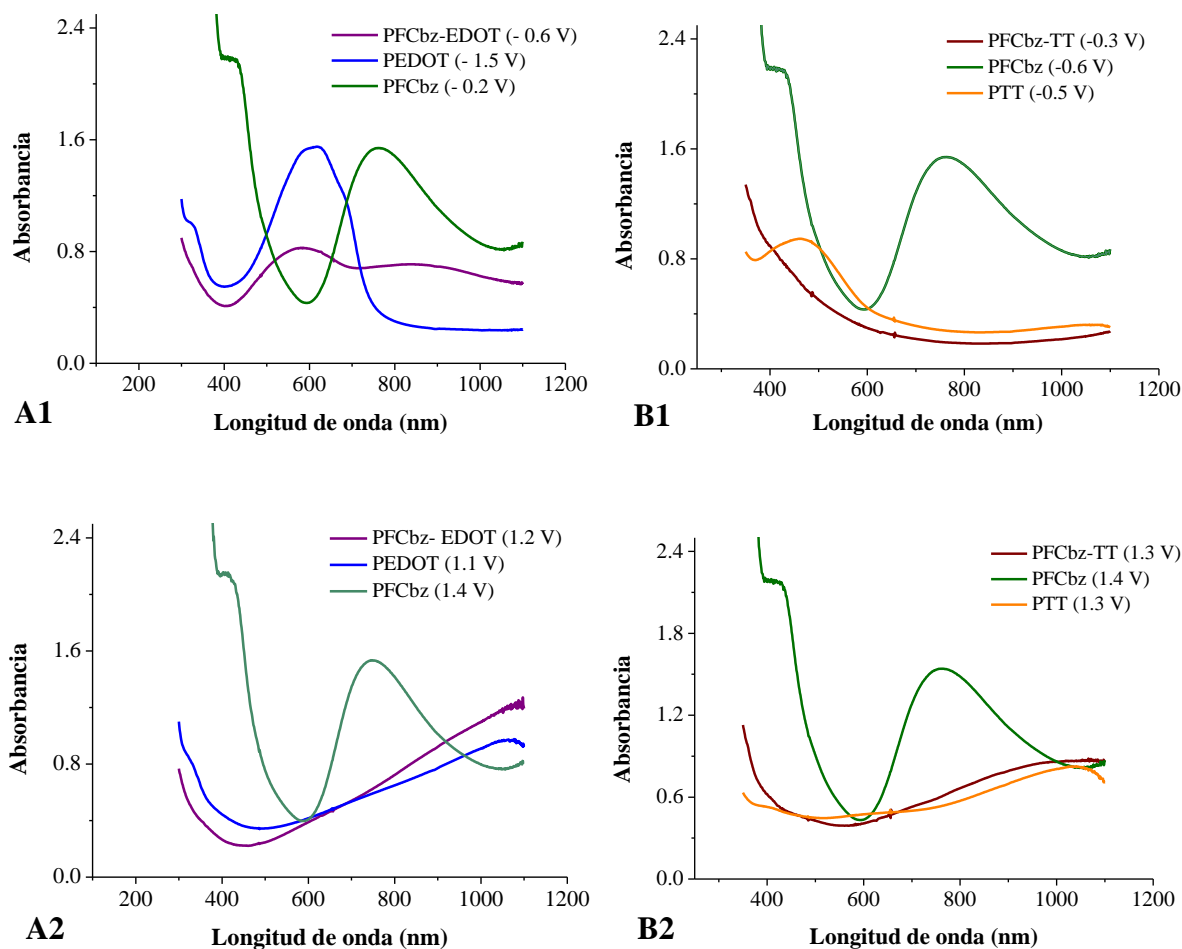 2.4
1.6
0.8
0.0
Absorbancia
PFCbz-EDOT (- 0.6 V)
PEDOT (- 1.5 V)
PFCbz (- 0.2 V)
200 400 600 800 1000 1200
Longitud de onda (nm)
A1
2.4
1.6
0.8
0.0
Absorbancia
PFCbz-TT (-0.3 V)
PFCbz (-0.6 V)
PTT (-0.5 V)
400 600 800 1000 1200
Longitud de onda (nm)
B1
2.4
1.6
0.8
0.0
Absorbancia
PFCbz- EDOT (1.2 V)
PEDOT (1.1 V)
PFCbz (1.4 V)
200 400 600 800 1000 1200
Longitud de onda (nm)
A2
2.4
1.8
1.2
0.6
0.0
Absorbancia
PFCbz-TT (1.3 V)
PFCbz (1.4 V)
PTT (1.3 V)
400 600 800 1000 1200
Longitud de onda (nm)
B2